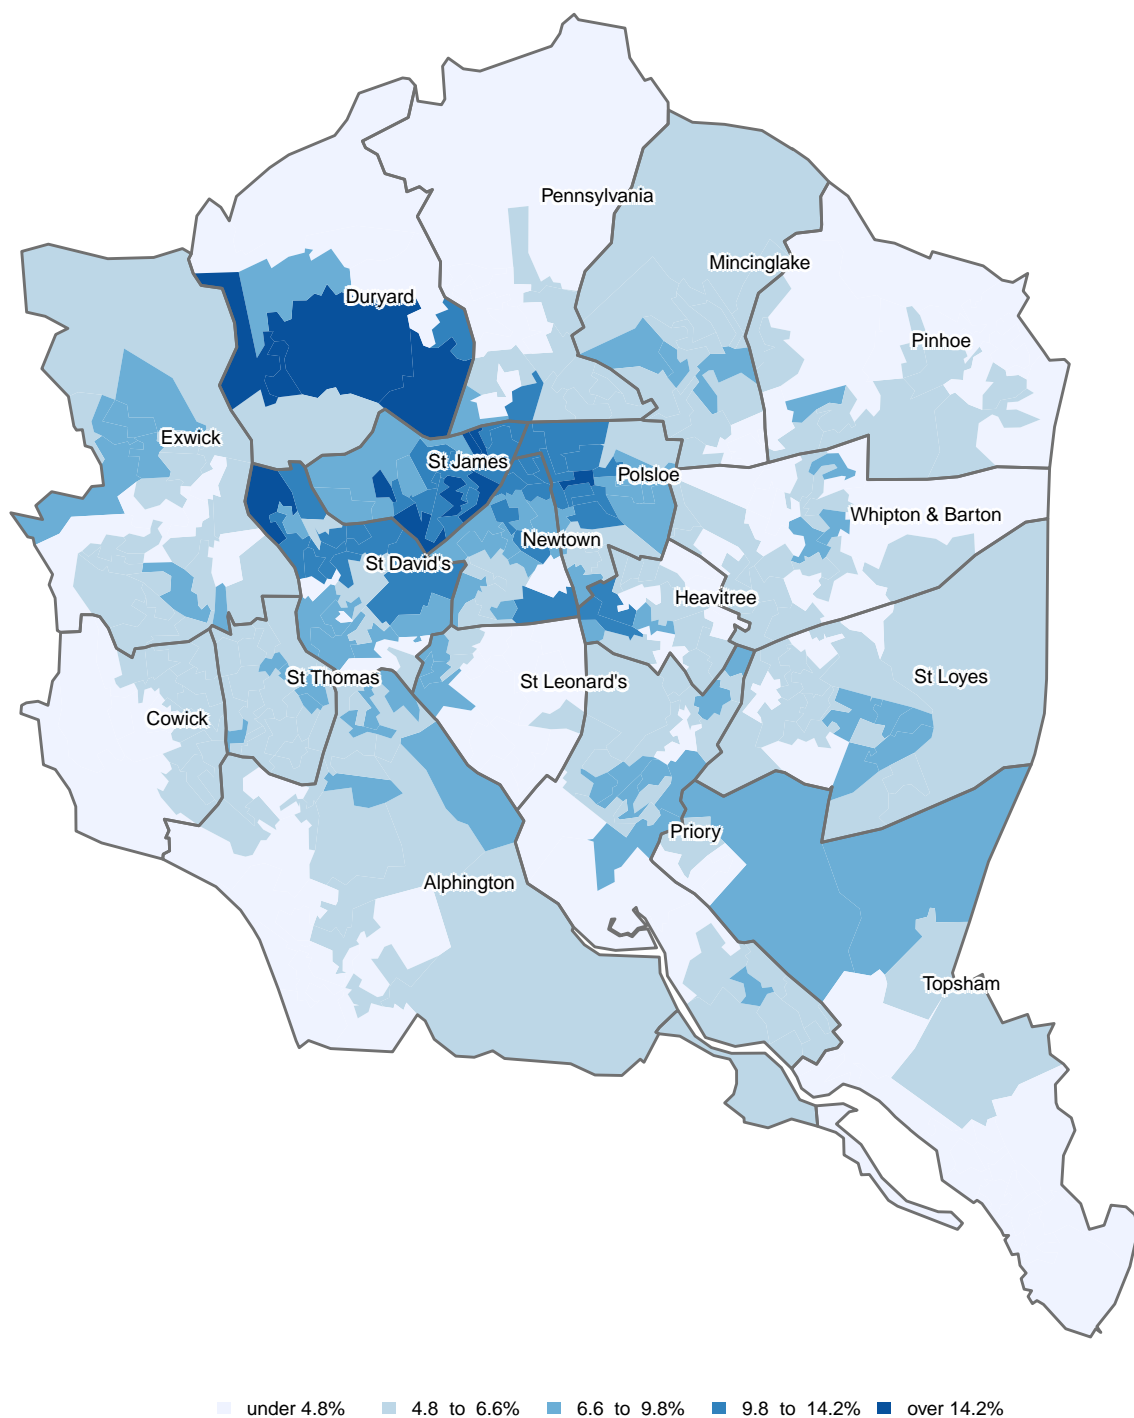 Pennsylvania
Mincinglake
Duryard
Pinhoe
Exwick
St James
Polsloe
Whipton & Barton
Newtown
St David's
Heavitree
St Thomas
St Leonard's
St Loyes
Cowick
Priory
Alphington
Topsham
under 4.8% 4.8 to 6.6% 6.6 to 9.8% 9.8 to 14.2% over 14.2%